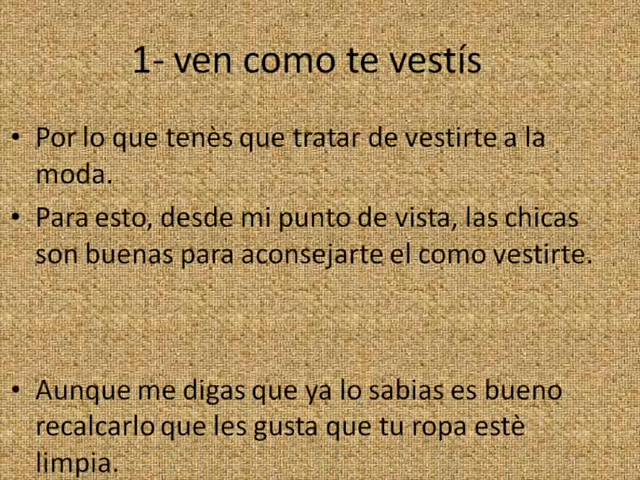 1- ven como te vestís
• Por lo que tenès que tratar de vestirte a la
moda.
• Para esto, desde mi punto de vista, las chicas
son buenas para aconsejarte el como vestirte.
• Aunque me digas que ya lo sabias es bueno
recalcarlo que les gusta que tu ropa estè
limpia.